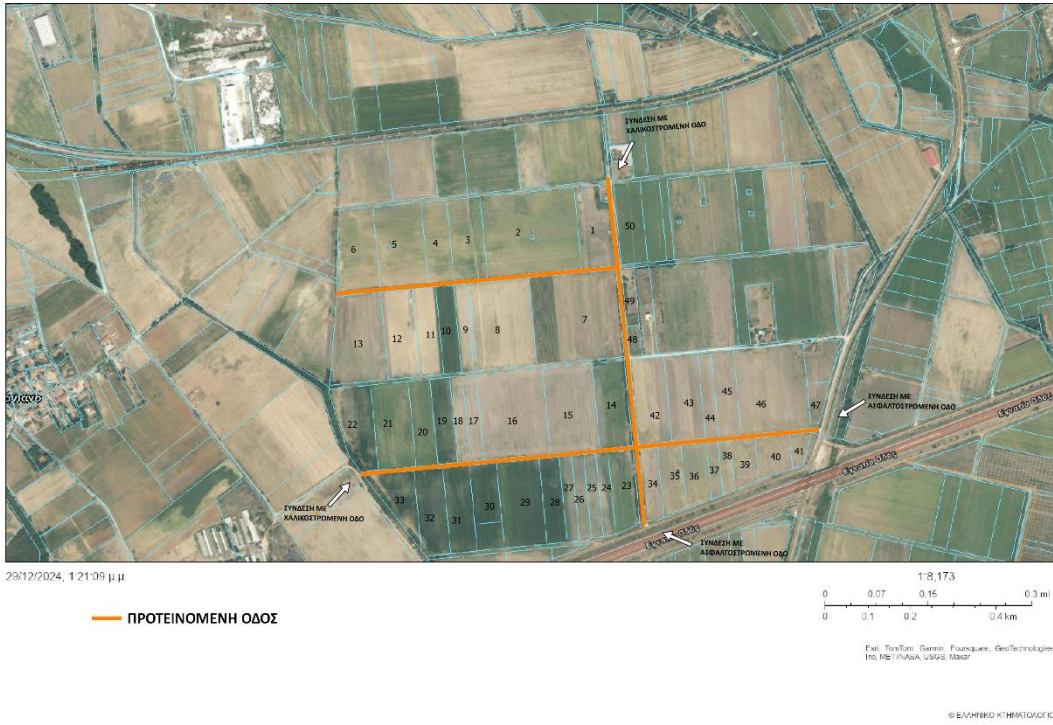 ΣΥΝΔΕΣΗ ΜΕ
ΧΑΛΙΚΟΣΤΡΩΜΕΝΗ ΟΔΟ
6
5
4
3
2
1
50
49
48
13
12
11
10
9
8
7
22
21
20
19
18
17
16
15
14
42
43
44
45
46
47
ΣΥΝΔΕΣΗ ΜΕ
ΑΣΦΑΛΤΟΣΤΡΩΜΕΝΗ ΟΔΟ
Εγνατία Οδός
33
32
31
30
29
28
27
26
25
24
23
34
35
36
37
38
39
40
41
Εγνατία Οδός
ΣΥΝΔΕΣΗ ΜΕ
ΧΑΛΙΚΟΣΤΡΩΜΕΝΗ ΟΔΟ
Εγνατία Οδός
ΣΥΝΔΕΣΗ ΜΕ
ΑΣΦΑΛΤΟΣΤΡΩΜΕΝΗ ΟΔΟ
29/12/2024, 1:21:09 μ.μ.
1:8,173
0 0.07 0.15 0.3 mi
0 0.1 0.2 0.4 km
ΠΡΟΤΕΙΝΟΜΕΝΗ ΟΔΟΣ
Esri, TomTom, Garmin, Foursquare, GeoTechnologies,
Inc, METI/NASA, USGS, Maxar
© ΕΛΛΗΝΙΚΟ ΚΤΗΜΑΤΟΛΟΓΙΟ